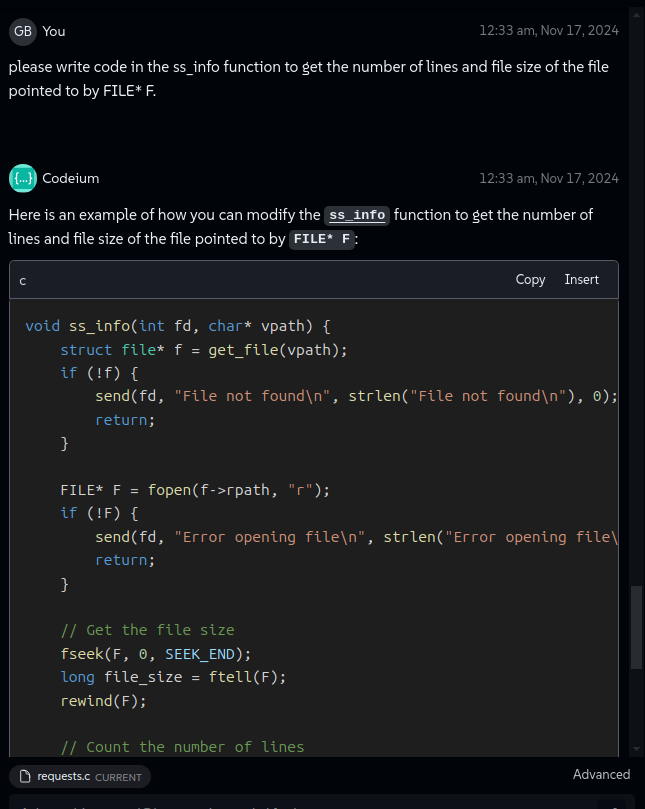 GB You 12:33 am, Nov 17, 2024
please write code in the ss_info function to get the number of lines and file size of the file
pointed to by FILE* F.
{...} Codeium 12:33 am, Nov 17, 2024
Here is an example of how you can modify the ss_info function to get the number of
lines and file size of the file pointed to by FILE* F:
c Copy Insert
void ss_info(int fd, char* vpath) {
    struct file* f = get_file(vpath);
    if (!f) {
        send(fd, "File not found\n", strlen("File not found\n"), 0);
        return;
    }
    FILE* F = fopen(f->rpath, "r");
    if (!F) {
        send(fd, "Error opening file\n", strlen("Error opening file\
        return;
    }
    // Get the file size
    fseek(F, 0, SEEK_END);
    long file_size = ftell(F);
    rewind(F);
    // Count the number of lines
requests.c CURRENT Advanced